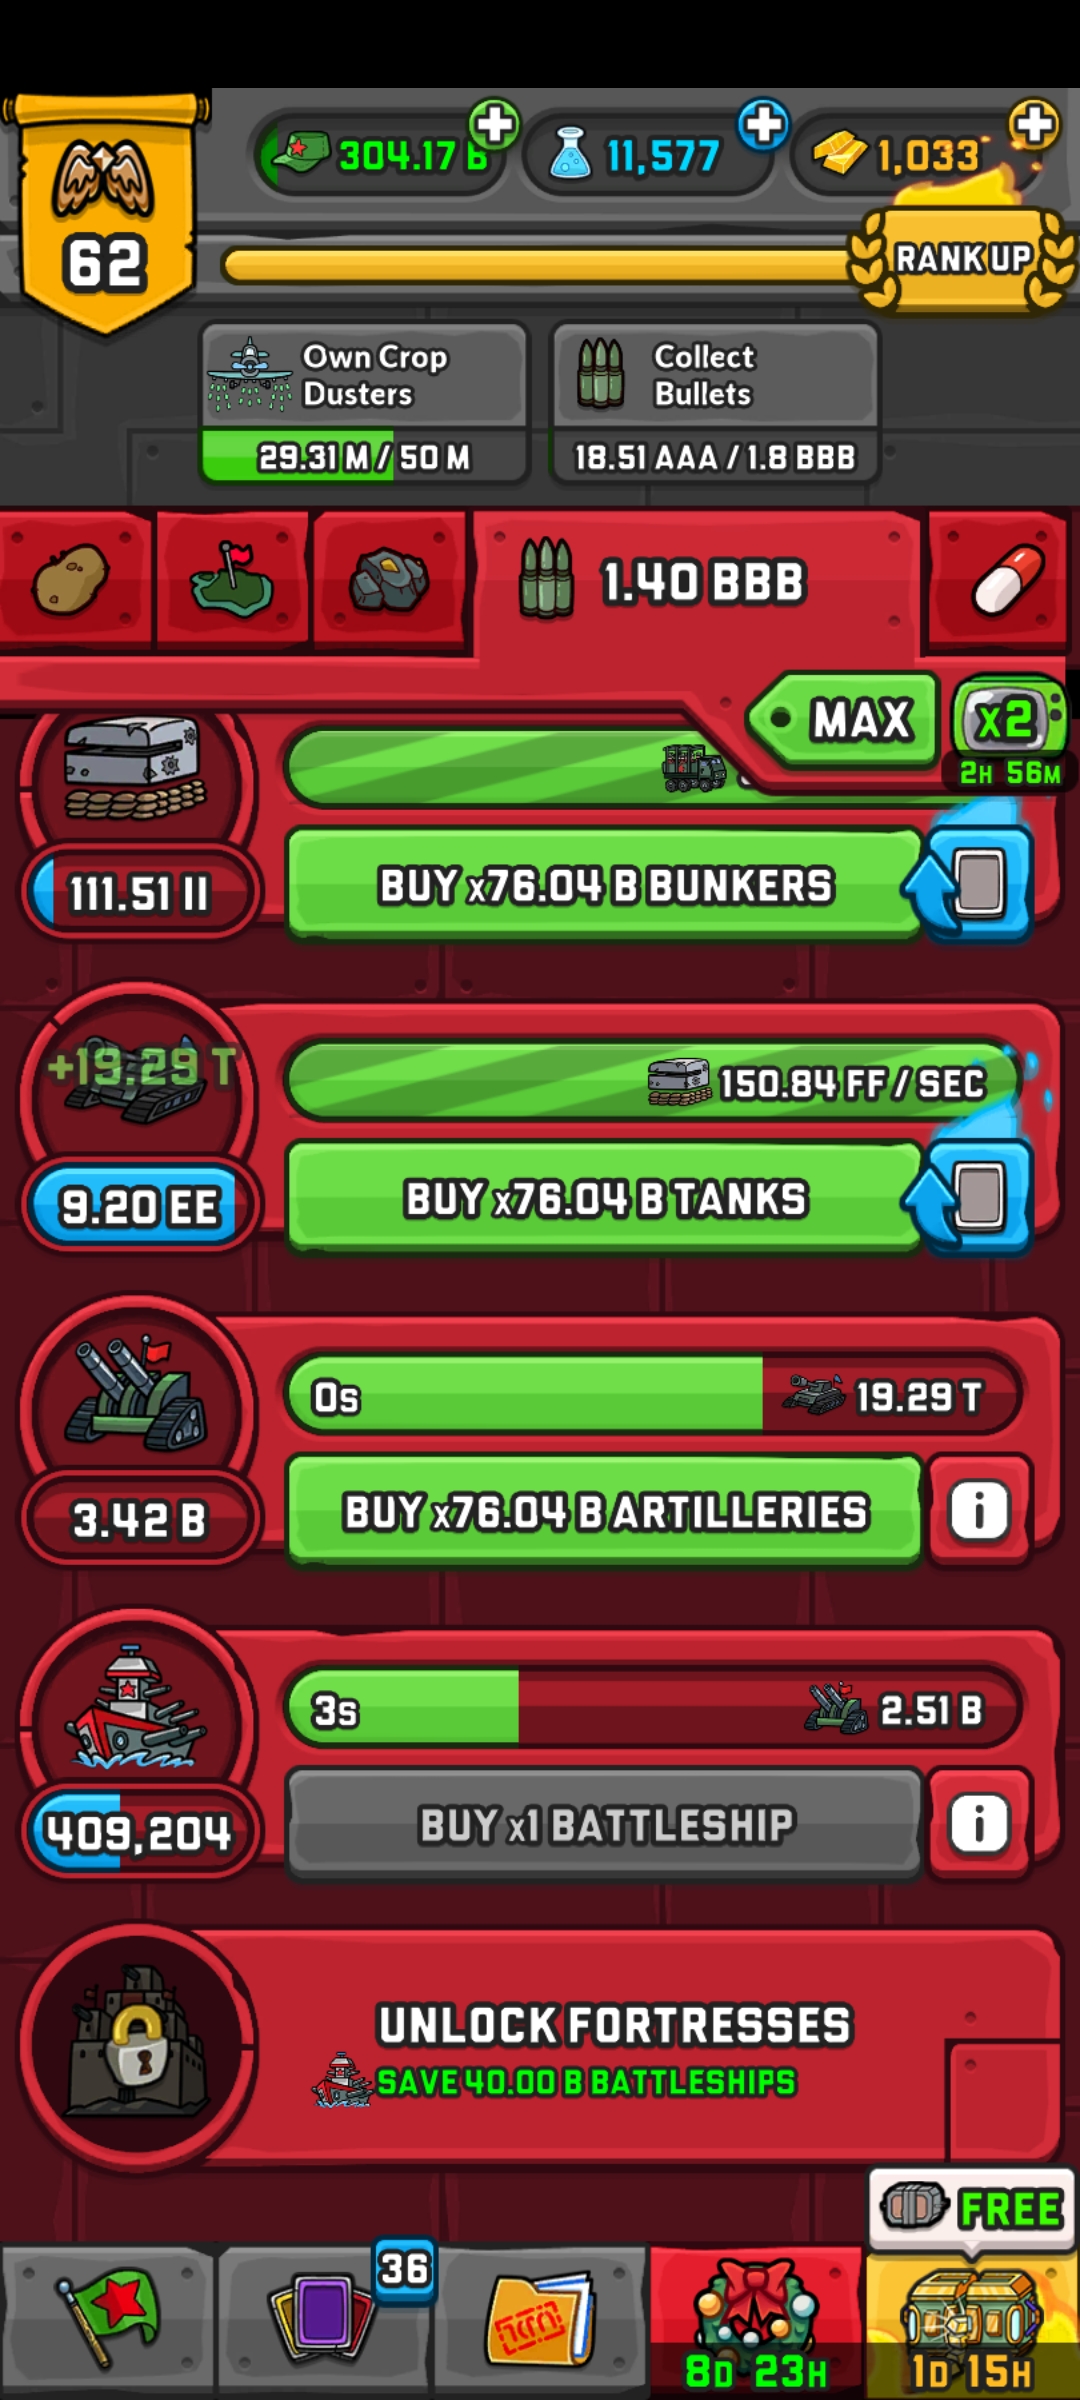 304.17 B
11,577
1,033
62
RANK UP
Own Crop
Dusters
29.31 M / 50 M
Collect
Bullets
18.51 AAA / 1.8 BBB
1.40 BBB
MAX
x2
2H 56M
111.51 II
BUY x76.04 B BUNKERS
+19.29 T
150.84 FF / SEC
9.20 EE
BUY x76.04 B TANKS
0s
19.29 T
3.42 B
BUY x76.04 B ARTILLERIES
i
3s
2.51 B
409,204
BUY x1 BATTLESHIP
i
UNLOCK FORTRESSES
SAVE 40.00 B BATTLESHIPS
FREE
36
8D 23H
1D 15H